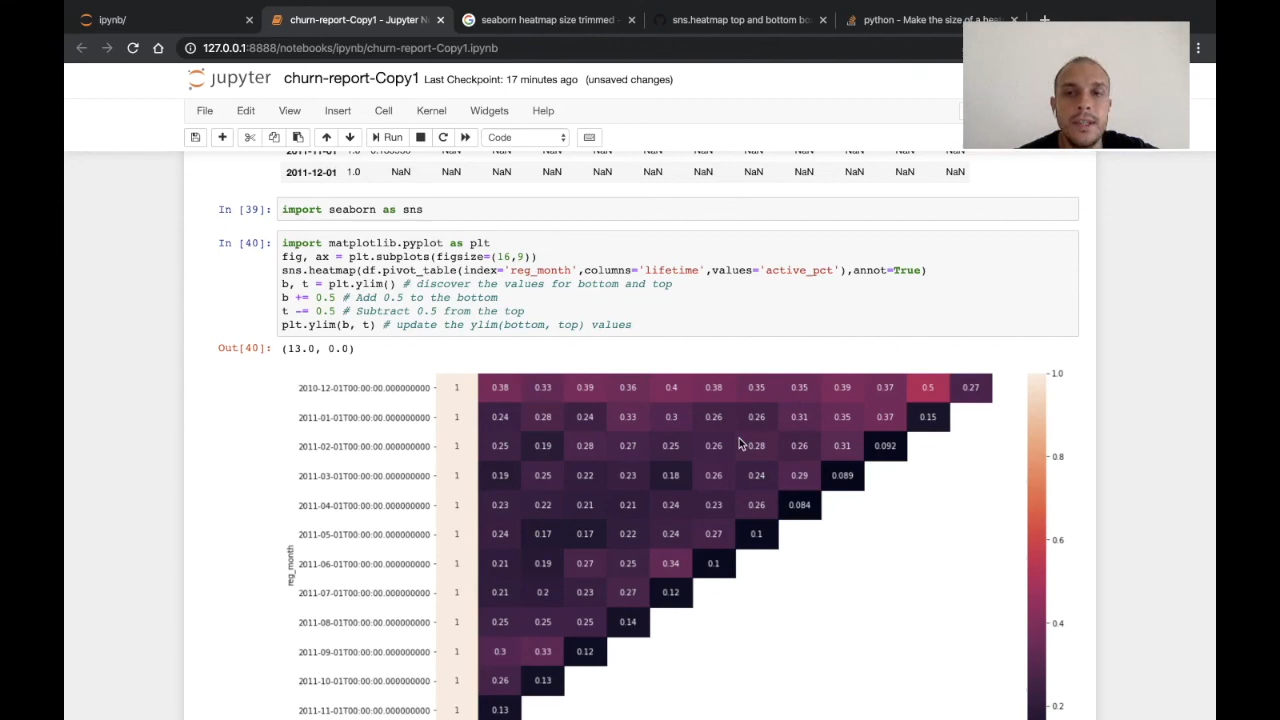 ipynb/
churn-report-Copy1 - Jupyter N
seaborn heatmap size trimmed -
sns.heatmap top and bottom bo
python - Make the size of a hea
127.0.0.1:8888/notebooks/ipynb/churn-report-Copy1.ipynb
jupyter churn-report-Copy1 Last Checkpoint: 17 minutes ago (unsaved changes)
File Edit View Insert Cell Kernel Widgets Help
Run Code
2011-12-01 1.0 NaN NaN NaN NaN NaN NaN NaN NaN NaN NaN NaN NaN
In [39]: import seaborn as sns
In [40]: import matplotlib.pyplot as plt
fig, ax = plt.subplots(figsize=(16,9))
sns.heatmap(df.pivot_table(index='reg_month',columns='lifetime',values='active_pct'),annot=True)
b, t = plt.ylim() # discover the values for bottom and top
b += 0.5 # Add 0.5 to the bottom
t -= 0.5 # Subtract 0.5 from the top
plt.ylim(b, t) # update the ylim(bottom, top) values
Out[40]: (13.0, 0.0)
2010-12-01T00:00:00.000000000 1 0.38 0.33 0.39 0.36 0.4 0.38 0.35 0.35 0.39 0.37 0.5 0.27
2011-01-01T00:00:00.000000000 1 0.24 0.28 0.24 0.33 0.3 0.26 0.26 0.31 0.35 0.37 0.15
2011-02-01T00:00:00.000000000 1 0.25 0.19 0.28 0.27 0.25 0.26 0.28 0.26 0.31 0.092
2011-03-01T00:00:00.000000000 1 0.19 0.25 0.22 0.23 0.18 0.26 0.24 0.29 0.089
2011-04-01T00:00:00.000000000 1 0.23 0.22 0.21 0.21 0.24 0.23 0.26 0.084
2011-05-01T00:00:00.000000000 1 0.24 0.17 0.17 0.22 0.24 0.27 0.1
2011-06-01T00:00:00.000000000 1 0.21 0.19 0.27 0.25 0.34 0.1
2011-07-01T00:00:00.000000000 1 0.21 0.2 0.23 0.27 0.12
2011-08-01T00:00:00.000000000 1 0.25 0.25 0.25 0.14
2011-09-01T00:00:00.000000000 1 0.3 0.33 0.12
2011-10-01T00:00:00.000000000 1 0.26 0.13
2011-11-01T00:00:00.000000000 1 0.13
reg_month
1.0
0.8
0.6
0.4
0.2